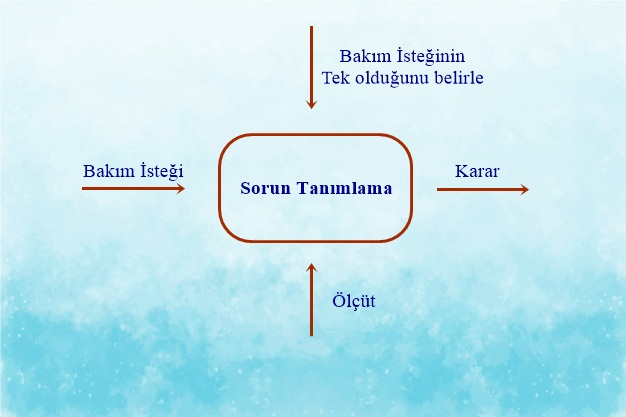 Bakım İsteğinin
Tek olduğunu belirle
Bakım İsteği
Sorun Tanımlama
Karar
Ölçüt